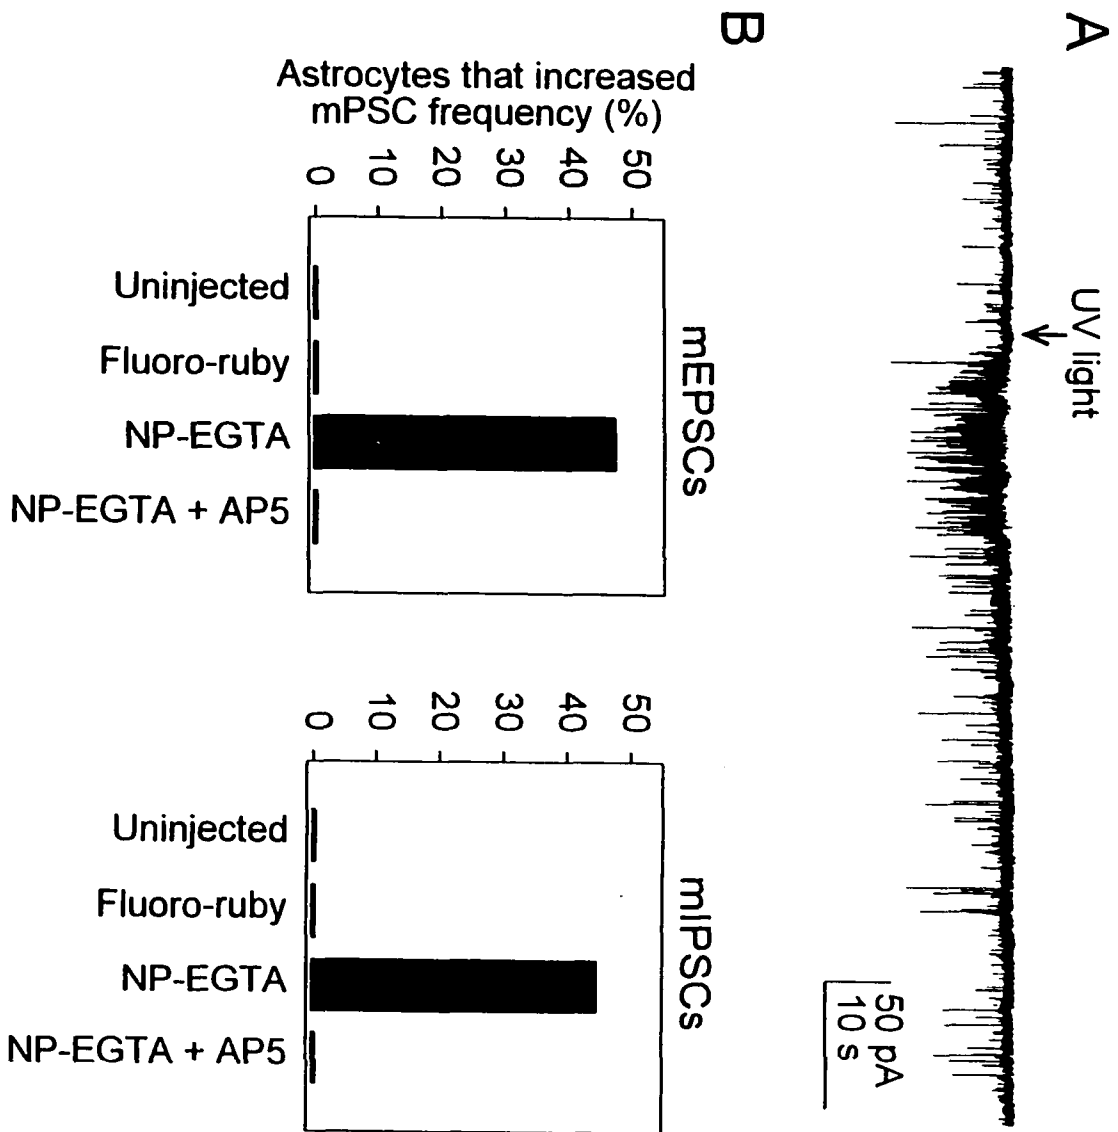 A
UV light
50 pA
10 s
B
Astrocytes that increased
mPSC frequency (%)
mEPSCs
50
40
30
20
10
0
Uninjected
Fluoro-ruby
NP-EGTA
NP-EGTA + AP5
mIPSCs
50
40
30
20
10
0
Uninjected
Fluoro-ruby
NP-EGTA
NP-EGTA + AP5